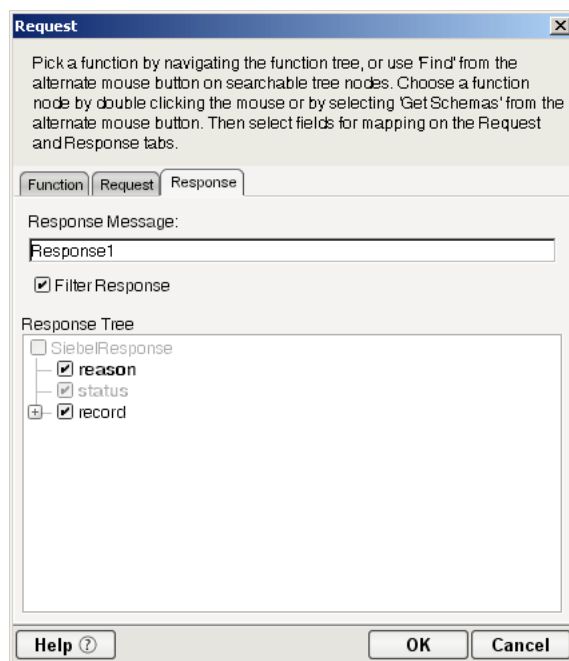 Request
Pick a function by navigating the function tree, or use 'Find' from the
alternate mouse button on searchable tree nodes. Choose a function
node by double clicking the mouse or by selecting 'Get Schemas' from the
alternate mouse button. Then select fields for mapping on the Request
and Response tabs.
Function Request Response
Response Message:
Response1
Filter Response
Response Tree
SiebelResponse
reason
status
record
Help ?
OK Cancel